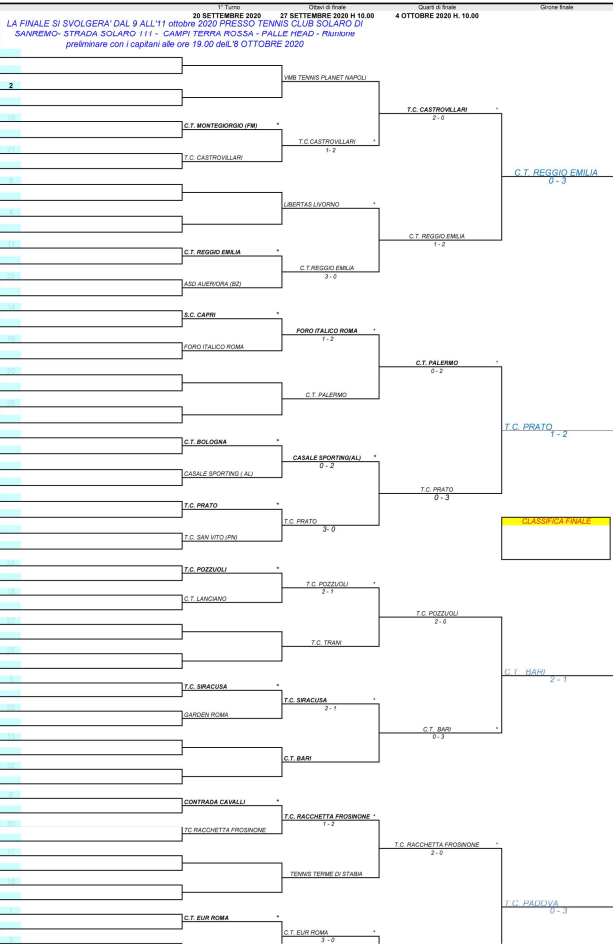 1° Turno Ottavi di finale Quarti di finale Girone finale
20 SETTEMBRE 2020 27 SETTEMBRE 2020 H 10.00 4 OTTOBRE 2020 H. 10.00
LA FINALE SI SVOLGERA' DAL 9 ALL'11 ottobre 2020 PRESSO TENNIS CLUB SOLARO DI
SANREMO- STRADA SOLARO 111 - CAMPI TERRA ROSSA - PALLE HEAD - Riunione
preliminare con i capitani alle ore 19.00 delL'8 OTTOBRE 2020
VMB TENNIS PLANET NAPOLI
2
T.C. CASTROVILLARI *
2 - 0
C.T. MONTEGIORGIO (FM) *
T.C.CASTROVILLARI *
1- 2
T.C. CASTROVILLARI
C.T. REGGIO EMILIA
0 - 3
LIBERTAS LIVORNO *
C.T. REGGIO EMILIA
1 - 2
C.T. REGGIO EMILIA *
C.T.REGGIO EMILIA
3 - 0
ASD AUER/ORA (BZ)
S.C. CAPRI *
FORO ITALICO ROMA *
1 - 2
FORO ITALICO ROMA
C.T. PALERMO *
0 - 2
C.T. PALERMO
T.C. PRATO
1 - 2
C.T. BOLOGNA *
CASALE SPORTING(AL) *
0 - 2
CASALE SPORTING ( AL)
T.C. PRATO
0 - 3
T.C. PRATO *
T.C. PRATO
3- 0
CLASSIFICA FINALE
T.C. SAN VITO (PN)
T.C. POZZUOLI *
T.C. POZZUOLI *
2 - 1
C.T. LANCIANO
T.C. POZZUOLI
2 - 0
T.C. TRANI
C.T. BARI
2 - 1
T.C. SIRACUSA *
T.C. SIRACUSA *
2 - 1
GARDEN ROMA
C.T. BARI *
0 - 3
C.T. BARI
CONTRADA CAVALLI *
T.C. RACCHETTA FROSINONE *
1 - 2
TC RACCHETTA FROSINONE
T.C. RACCHETTA FROSINONE *
2 - 0
TENNIS TERME DI STABIA
T.C. PADOVA
0 - 3
C.T. EUR ROMA *
C.T. EUR ROMA *
3 - 0